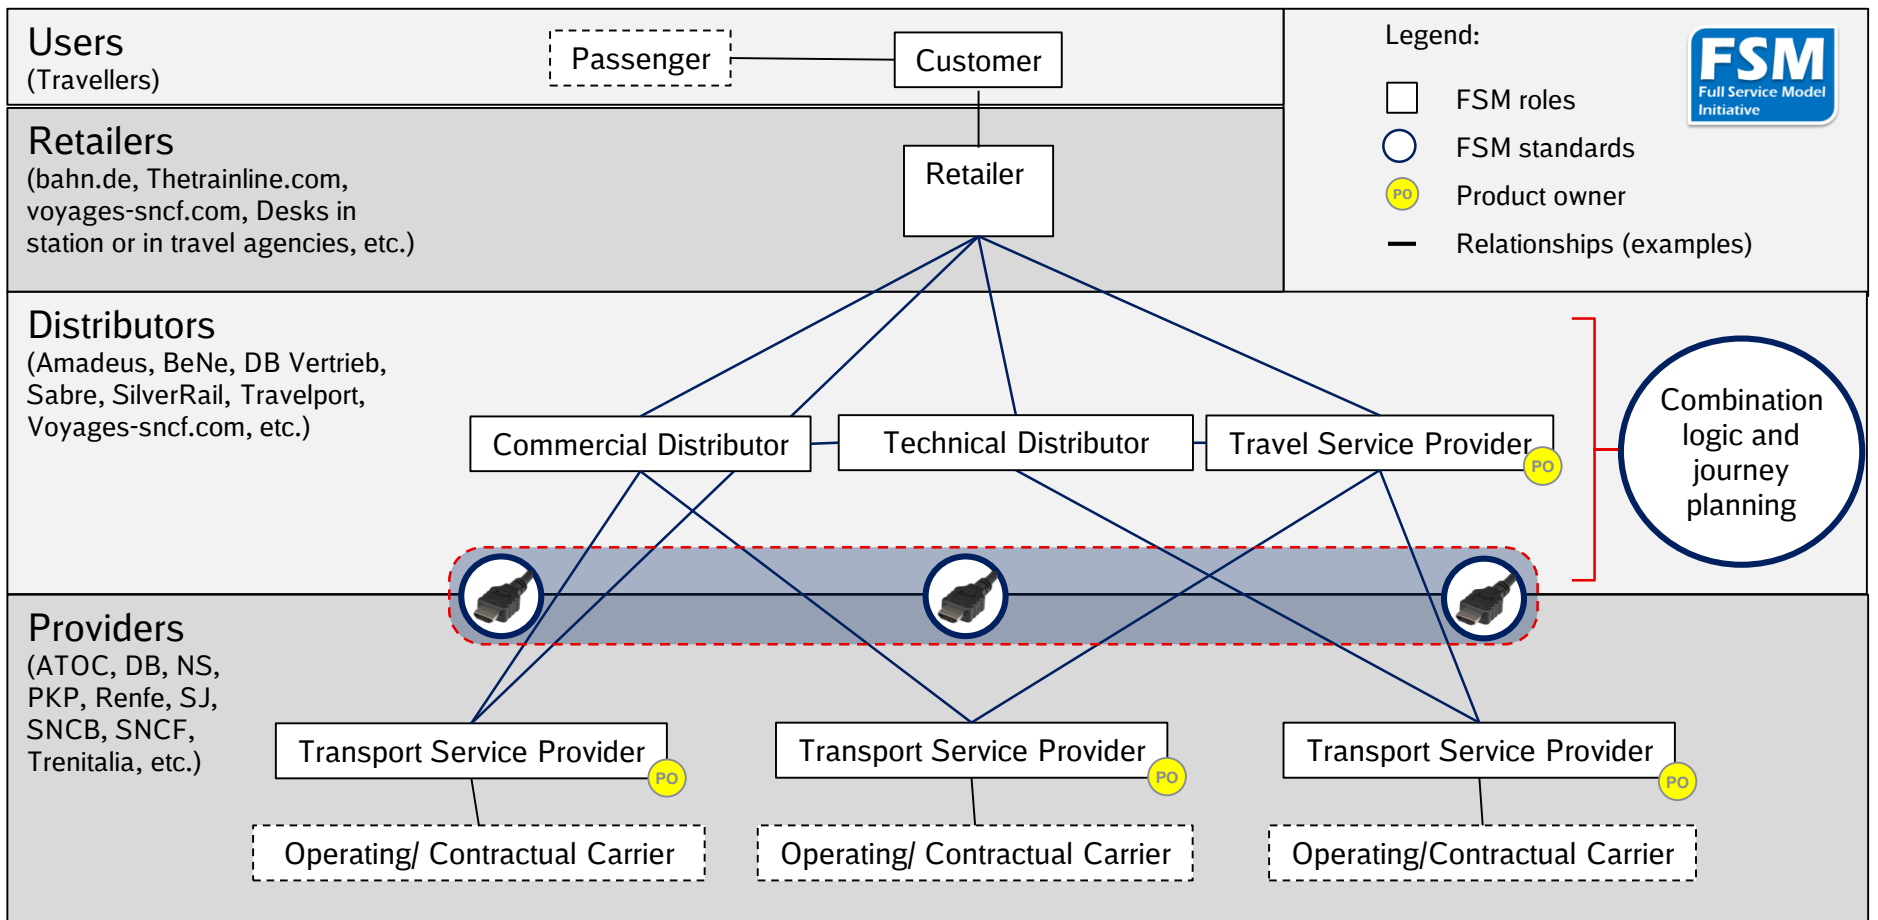 Users
(Travellers)
Passenger
Customer
Legend:
FSM roles
FSM standards
PO
Product owner
Relationships (examples)
FSM
Full Service Model
Initiative
Retailers
(bahn.de, Thetrainline.com,
voyages-sncf.com, Desks in
station or in travel agencies, etc.)
Retailer
Distributors
(Amadeus, BeNe, DB Vertrieb,
Sabre, SilverRail, Travelport,
Voyages-sncf.com, etc.)
Commercial Distributor
Technical Distributor
Travel Service Provider
PO
Combination
logic and
journey
planning
Providers
(ATOC, DB, NS,
PKP, Renfe, SJ,
SNCB, SNCF,
Trenitalia, etc.)
Transport Service Provider
PO
Transport Service Provider
PO
Transport Service Provider
PO
Operating/ Contractual Carrier
Operating/ Contractual Carrier
Operating/Contractual Carrier